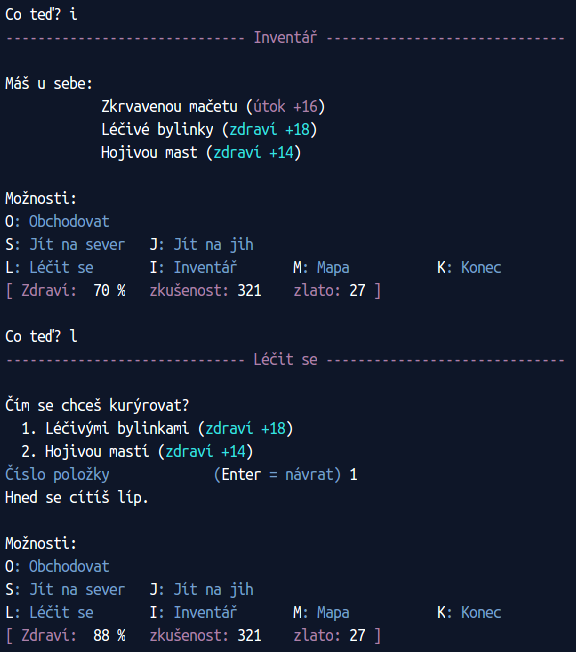 Co teď? i
------------------------------ Inventář ------------------------------
Máš u sebe:
Zkrvavenou mačetu (útok +16)
Léčivé bylinky (zdraví +18)
Hojivou mast (zdraví +14)
Možnosti:
O: Obchodovat
S: Jít na sever   J: Jít na jih
L: Léčit se       I: Inventář       M: Mapa           K: Konec
[ Zdraví:  70 %   zkušenost: 321    zlato: 27 ]
Co teď? l
------------------------------ Léčit se ------------------------------
Čím se chceš kurýrovat?
1. Léčivými bylinkami (zdraví +18)
2. Hojivou mastí (zdraví +14)
Číslo položky             (Enter = návrat) 1
Hned se cítíš líp.
Možnosti:
O: Obchodovat
S: Jít na sever   J: Jít na jih
L: Léčit se       I: Inventář       M: Mapa           K: Konec
[ Zdraví:  88 %   zkušenost: 321    zlato: 27 ]